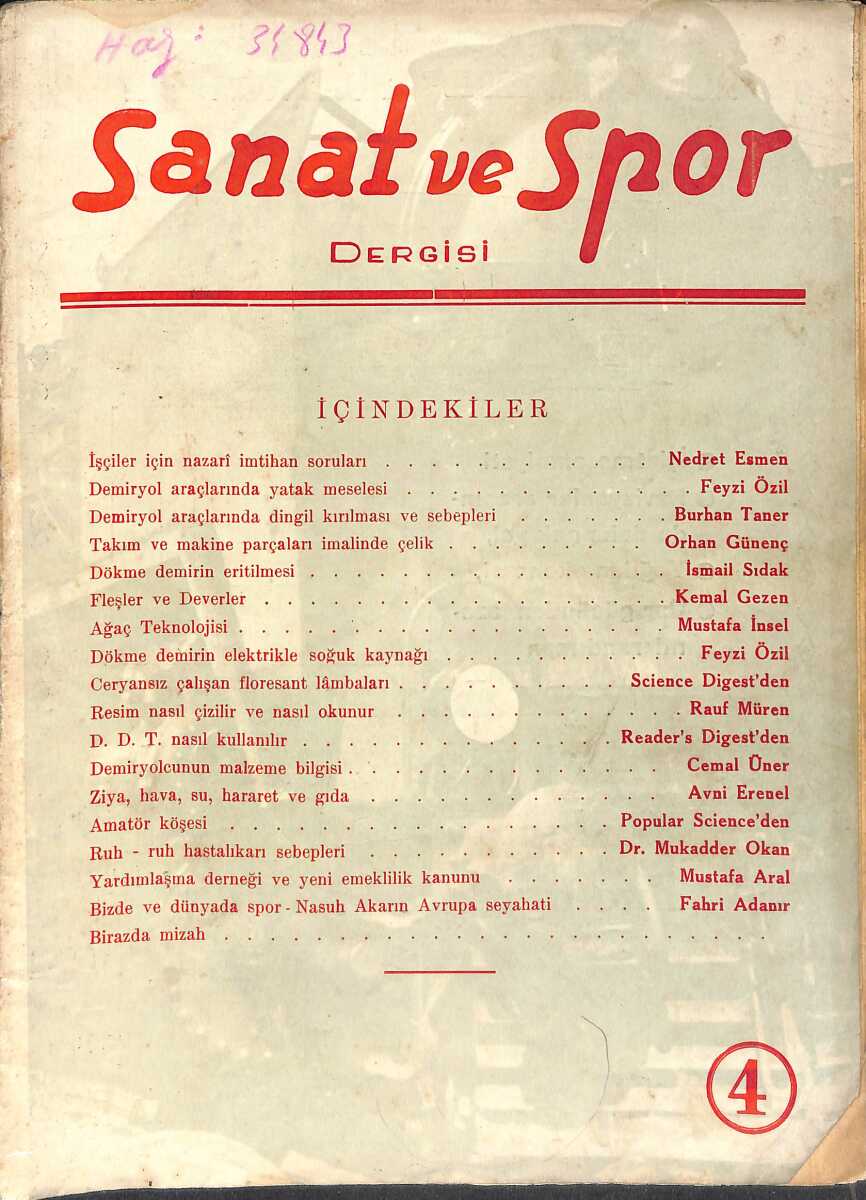 Haz: 31843
Sanat ve Spor
DERGİSİ
İÇİNDEKİLER
İşçiler için nazarî imtihan soruları . . . . . . . . . . . . Nedret Esmen
Demiryol araçlarında yatak meselesi . . . . . . . . . . . . . Feyzi Özil
Demiryol araçlarında dingil kırılması ve sebepleri . . . . . . . Burhan Taner
Takım ve makine parçaları imalinde çelik . . . . . . . . . Orhan Günenç
Dökme demirin eritilmesi . . . . . . . . . . . . . . . İsmail Sıdak
Fleşler ve Deverler . . . . . . . . . . . . . . . . . Kemal Gezen
Ağaç Teknolojisi . . . . . . . . . . . . . . . . . . Mustafa İnsel
Dökme demirin elektrikle soğuk kaynağı . . . . . . . . . . . Feyzi Özil
Ceryansız çalışan floresant lâmbaları . . . . . . . . . . Science Digest'den
Resim nasıl çizilir ve nasıl okunur . . . . . . . . . . . . . Rauf Müren
D. D. T. nasıl kullanılır . . . . . . . . . . . . . . Reader's Digest'den
Demiryolcunun malzeme bilgisi . . . . . . . . . . . . . . Cemal Üner
Ziya, hava, su, hararet ve gıda . . . . . . . . . . . . . Avni Erenel
Amatör köşesi . . . . . . . . . . . . . . . . . Popular Science'den
Ruh - ruh hastalıkarı sebepleri . . . . . . . . . . . Dr. Mukadder Okan
Yardımlaşma derneği ve yeni emeklilik kanunu . . . . . . . Mustafa Aral
Bizde ve dünyada spor - Nasuh Akarın Avrupa seyahati . . . . Fahri Adanır
Birazda mizah . . . . . . . . . . . . . . . . . . . . .
4